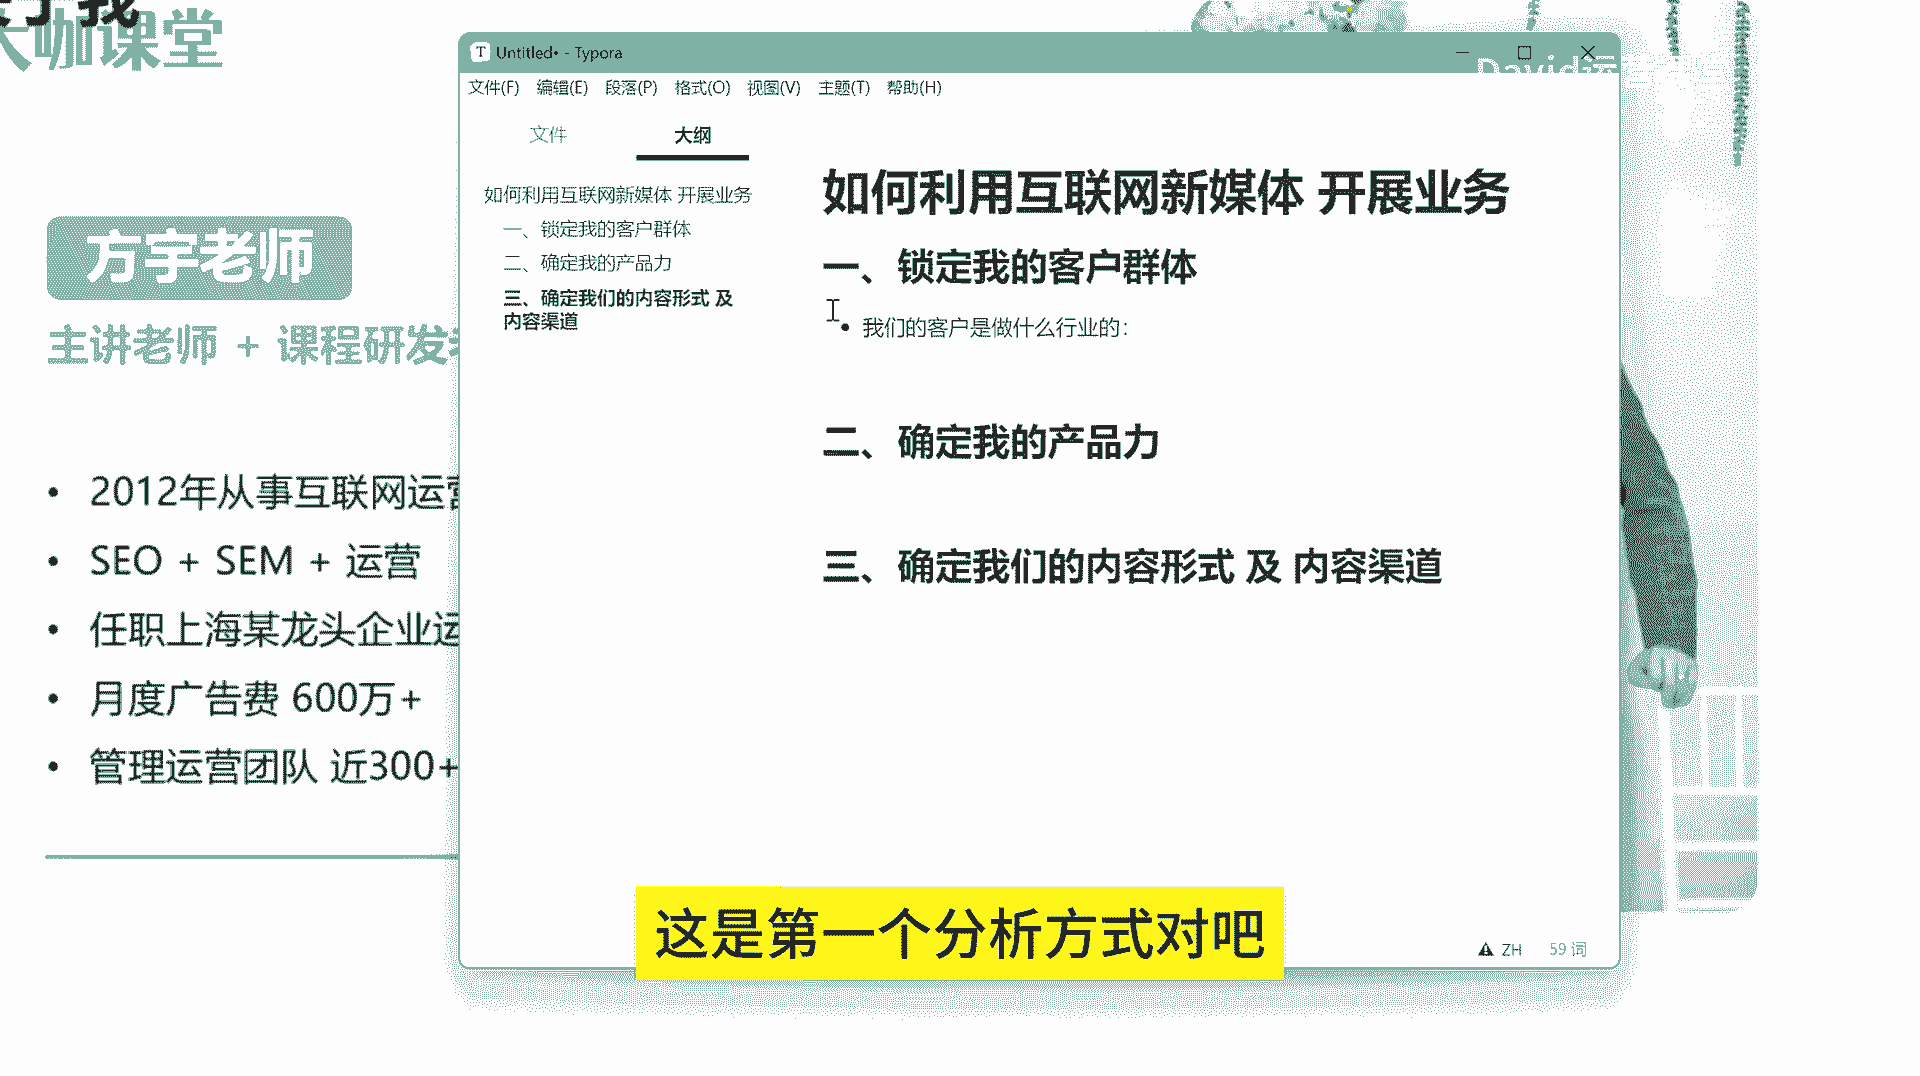 了我
大咖课堂
方宇老师
主讲老师 + 课程研发
2012年从事互联网运营
SEO + SEM + 运营
任职上海某龙头企业运
月度广告费 600万+
管理运营团队 近300+
Untitled• - Typora
David运
文件(F) 编辑(E) 段落(P) 格式(O) 视图(V) 主题(T) 帮助(H)
文件 大纲
如何利用互联网新媒体 开展业务
一、锁定我的客户群体
二、确定我的产品力
三、确定我们的内容形式 及
内容渠道
如何利用互联网新媒体 开展业务
一、锁定我的客户群体
我们的客户是做什么行业的：
二、确定我的产品力
三、确定我们的内容形式 及 内容渠道
ZH 59 词
这是第一个分析方式对吧